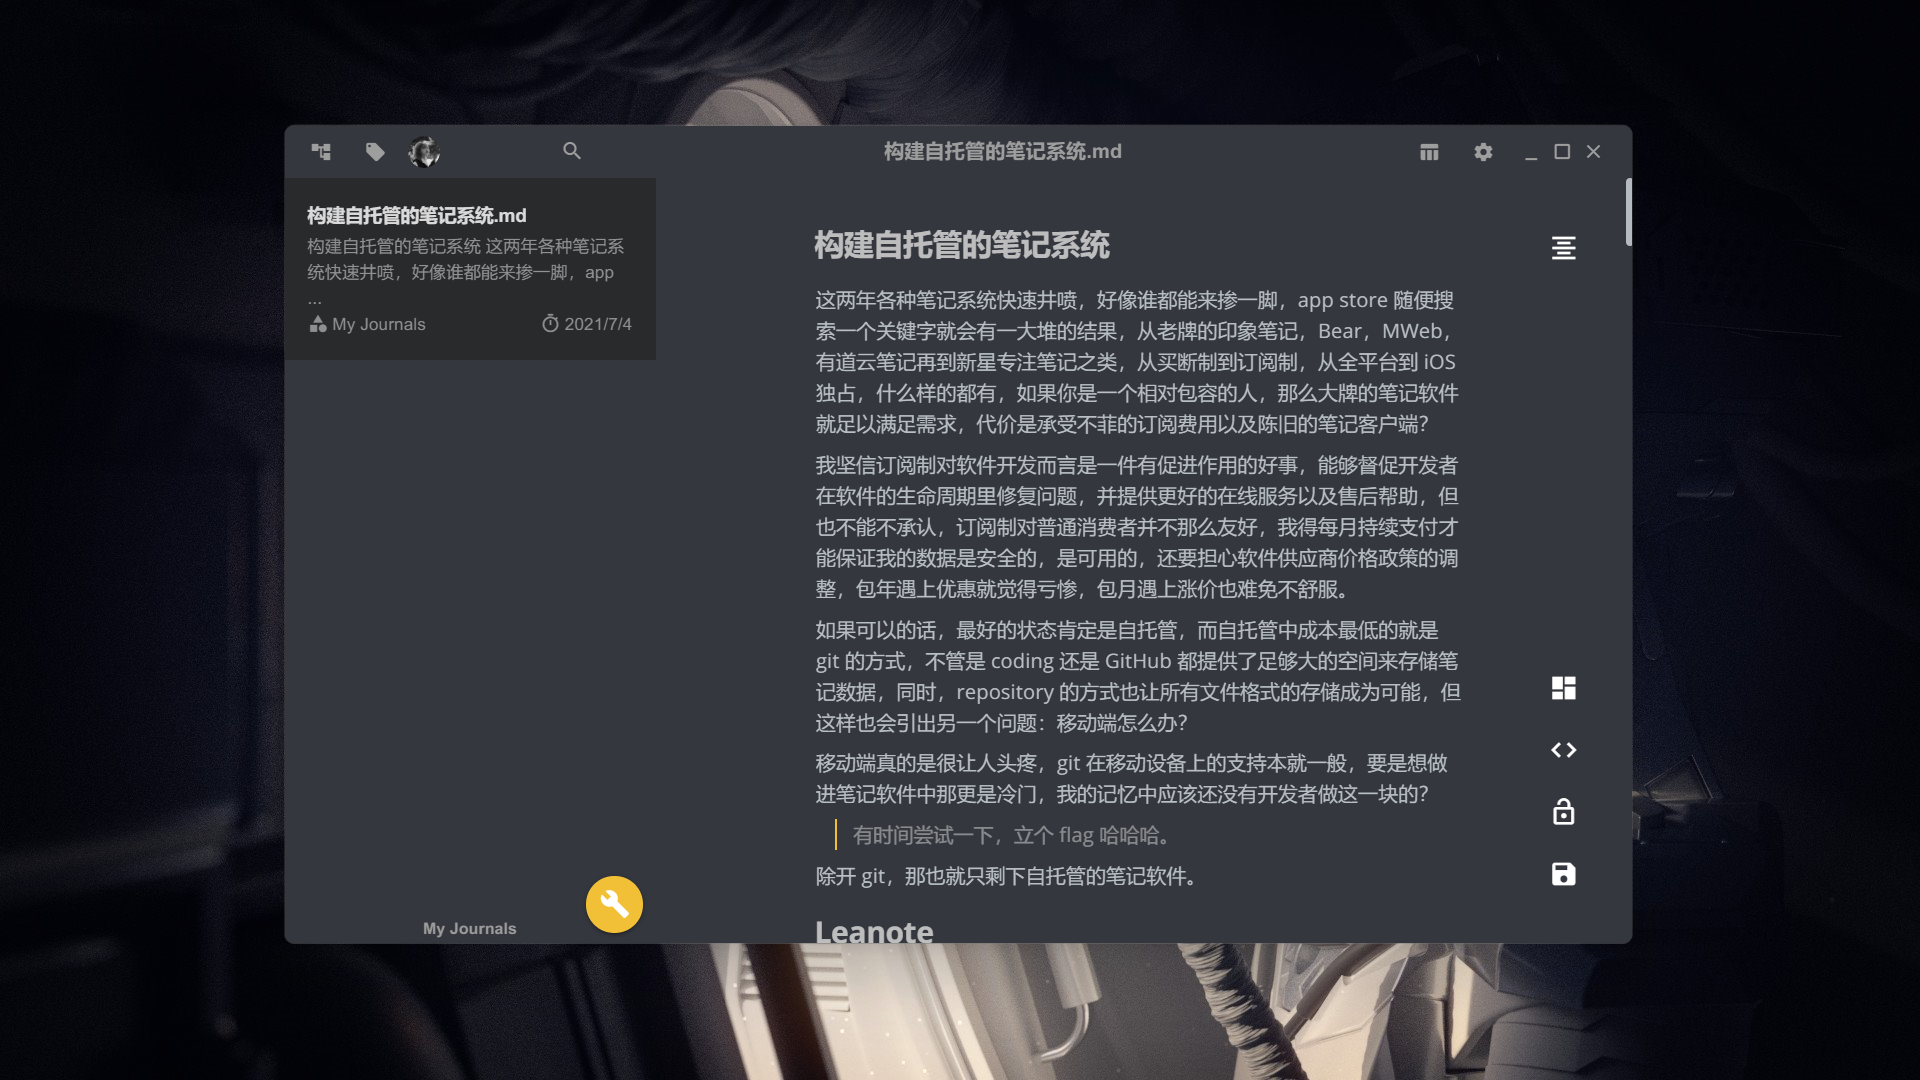 构建自托管的笔记系统.md
构建自托管的笔记系统.md
构建自托管的笔记系统 这两年各种笔记系
统快速井喷，好像谁都能来掺一脚，app
...
My Journals
2021/7/4
My Journals
构建自托管的笔记系统
这两年各种笔记系统快速井喷，好像谁都能来掺一脚，app store 随便搜
索一个关键字就会有一大堆的结果，从老牌的印象笔记，Bear，MWeb，
有道云笔记再到新星专注笔记之类，从买断制到订阅制，从全平台到 iOS
独占，什么样的都有，如果你是一个相对包容的人，那么大牌的笔记软件
就足以满足需求，代价是承受不菲的订阅费用以及陈旧的笔记客户端？
我坚信订阅制对软件开发而言是一件有促进作用的好事，能够督促开发者
在软件的生命周期里修复问题，并提供更好的在线服务以及售后帮助，但
也不能不承认，订阅制对普通消费者并不那么友好，我得每月持续支付才
能保证我的数据是安全的，是可用的，还要担心软件供应商价格政策的调
整，包年遇上优惠就觉得亏惨，包月遇上涨价也难免不舒服。
如果可以的话，最好的状态肯定是自托管，而自托管中成本最低的就是
git 的方式，不管是 coding 还是 GitHub 都提供了足够大的空间来存储笔
记数据，同时，repository 的方式也让所有文件格式的存储成为可能，但
这样也会引出另一个问题：移动端怎么办？
移动端真的是很让人头疼，git 在移动设备上的支持本就一般，要是想做
进笔记软件中那更是冷门，我的记忆中应该还没有开发者做这一块的？
有时间尝试一下，立个 flag 哈哈哈。
除开 git，那也就只剩下自托管的笔记软件。
Leanote